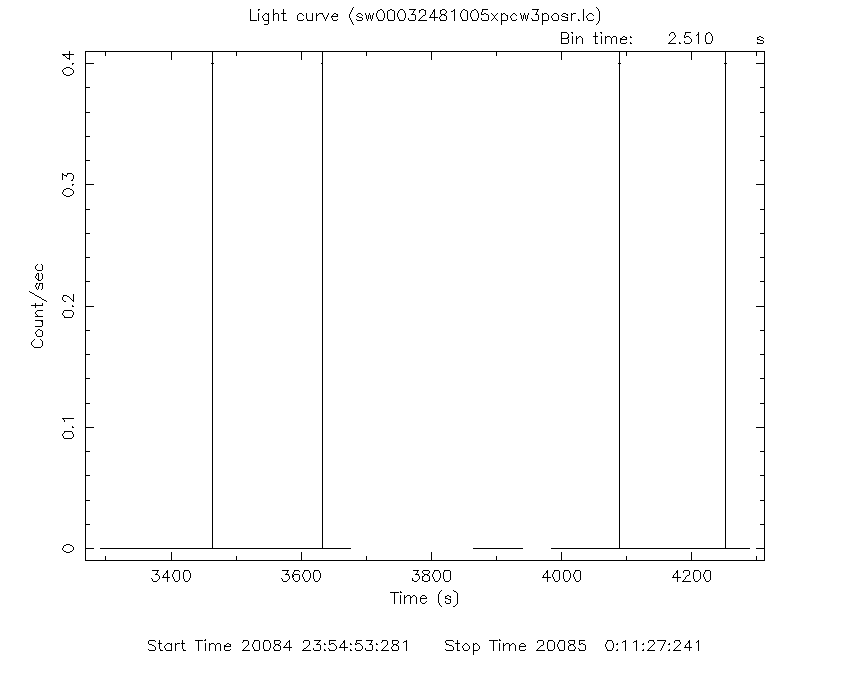 Light curve (sw00032481005xpcw3posr.lc)
Bin time: 2.510 s
0.4
0.3
0.2
0.1
0
Count/sec
3400 3600 3800 4000 4200
Time (s)
Start Time 20084 23:54:53:281 Stop Time 20085 0:11:27:241